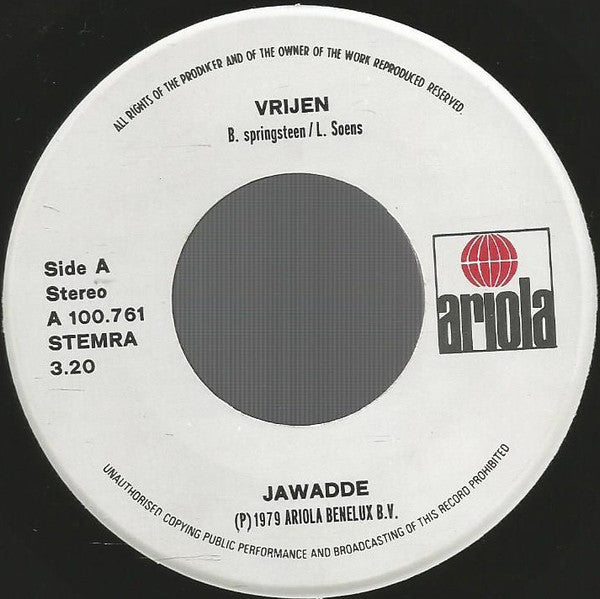 ALL RIGHTS OF THE PRODUCER AND OF THE OWNER OF THE WORK REPRODUCED RESERVED
VRIJEN
B. springsteen / L. Soens
Side A
Stereo
A 100.761
STEMRA
3.20
ariola
JAWADDE
(P) 1979 ARIOLA BENELUX B.V.
UNAUTHORISED COPYING PUBLIC PERFORMANCE AND BROADCASTING OF THIS RECORD PROHIBITED